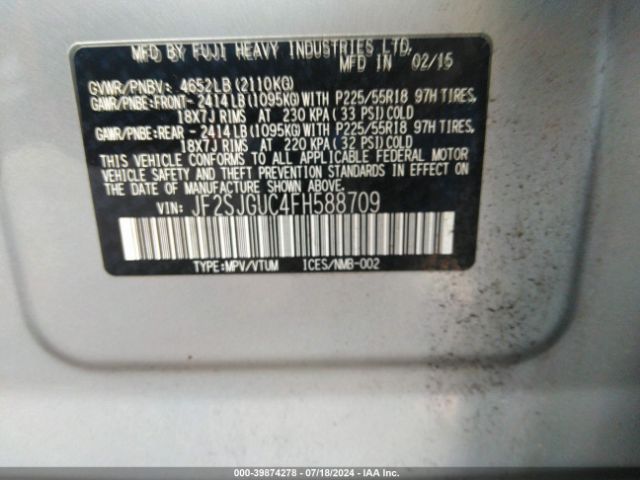 MFD BY FUJI HEAVY INDUSTRIES LTD.
MFD IN 02/15
GVWR/PNBV: 4652LB (2110KG)
GAWR/PNBE:FRONT- 2414 LB (1095KG) WITH P225/55R18 97H TIRES,
18X7J RIMS AT 230 KPA (33 PSI) COLD
GAWR/PNBE:REAR - 2414 LB (1095KG) WITH P225/55R18 97H TIRES,
18X7J RIMS AT 220 KPA (32 PSI) COLD
THIS VEHICLE CONFORMS TO ALL APPLICABLE FEDERAL MOTOR
VEHICLE SAFETY AND THEFT PREVENTION STANDARDS IN EFFECT
ON THE DATE OF MANUFACTURE SHOWN ABOVE.
VIN: JF2SJGUC4FH588709
TYPE:MPV/VTUM ICES/NMB-002
000-39874278 - 07/18/2024 - IAA Inc.